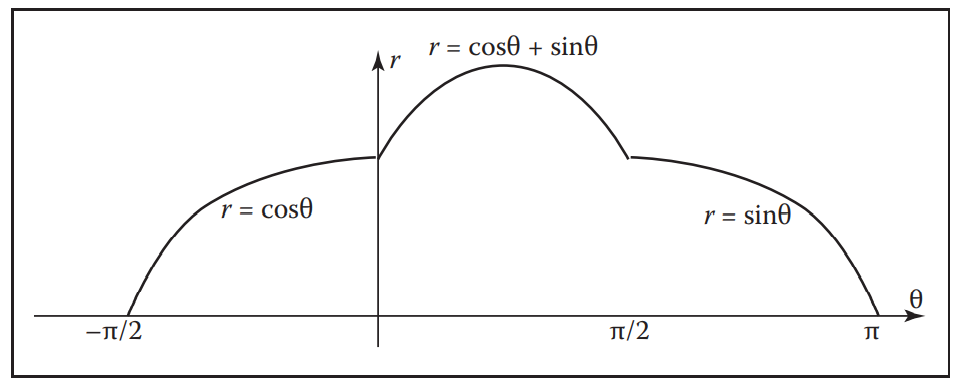 r = cosθ + sinθ
r
r = cosθ
r = sinθ
θ
−π/2
π/2
π